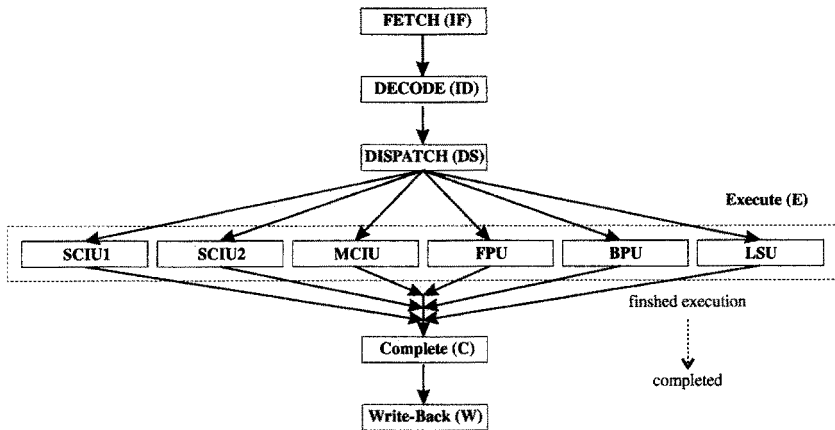 FETCH (IF)
DECODE (ID)
DISPATCH (DS)
Execute (E)
SCIU1 SCIU2 MCIU FPU BPU LSU
finshed execution
Complete (C)
completed
Write-Back (W)